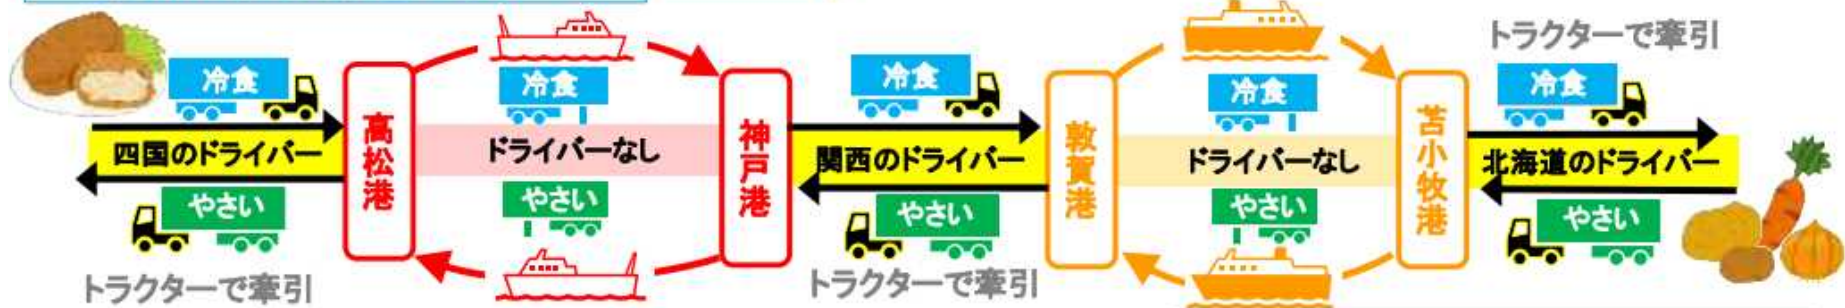 トラクターで牽引
冷食
冷食
冷食
冷食
冷食
高松港
神戸港
敦賀港
苫小牧港
四国のドライバー
ドライバーなし
関西のドライバー
ドライバーなし
北海道のドライバー
やさい
やさい
やさい
やさい
やさい
トラクターで牽引
トラクターで牽引